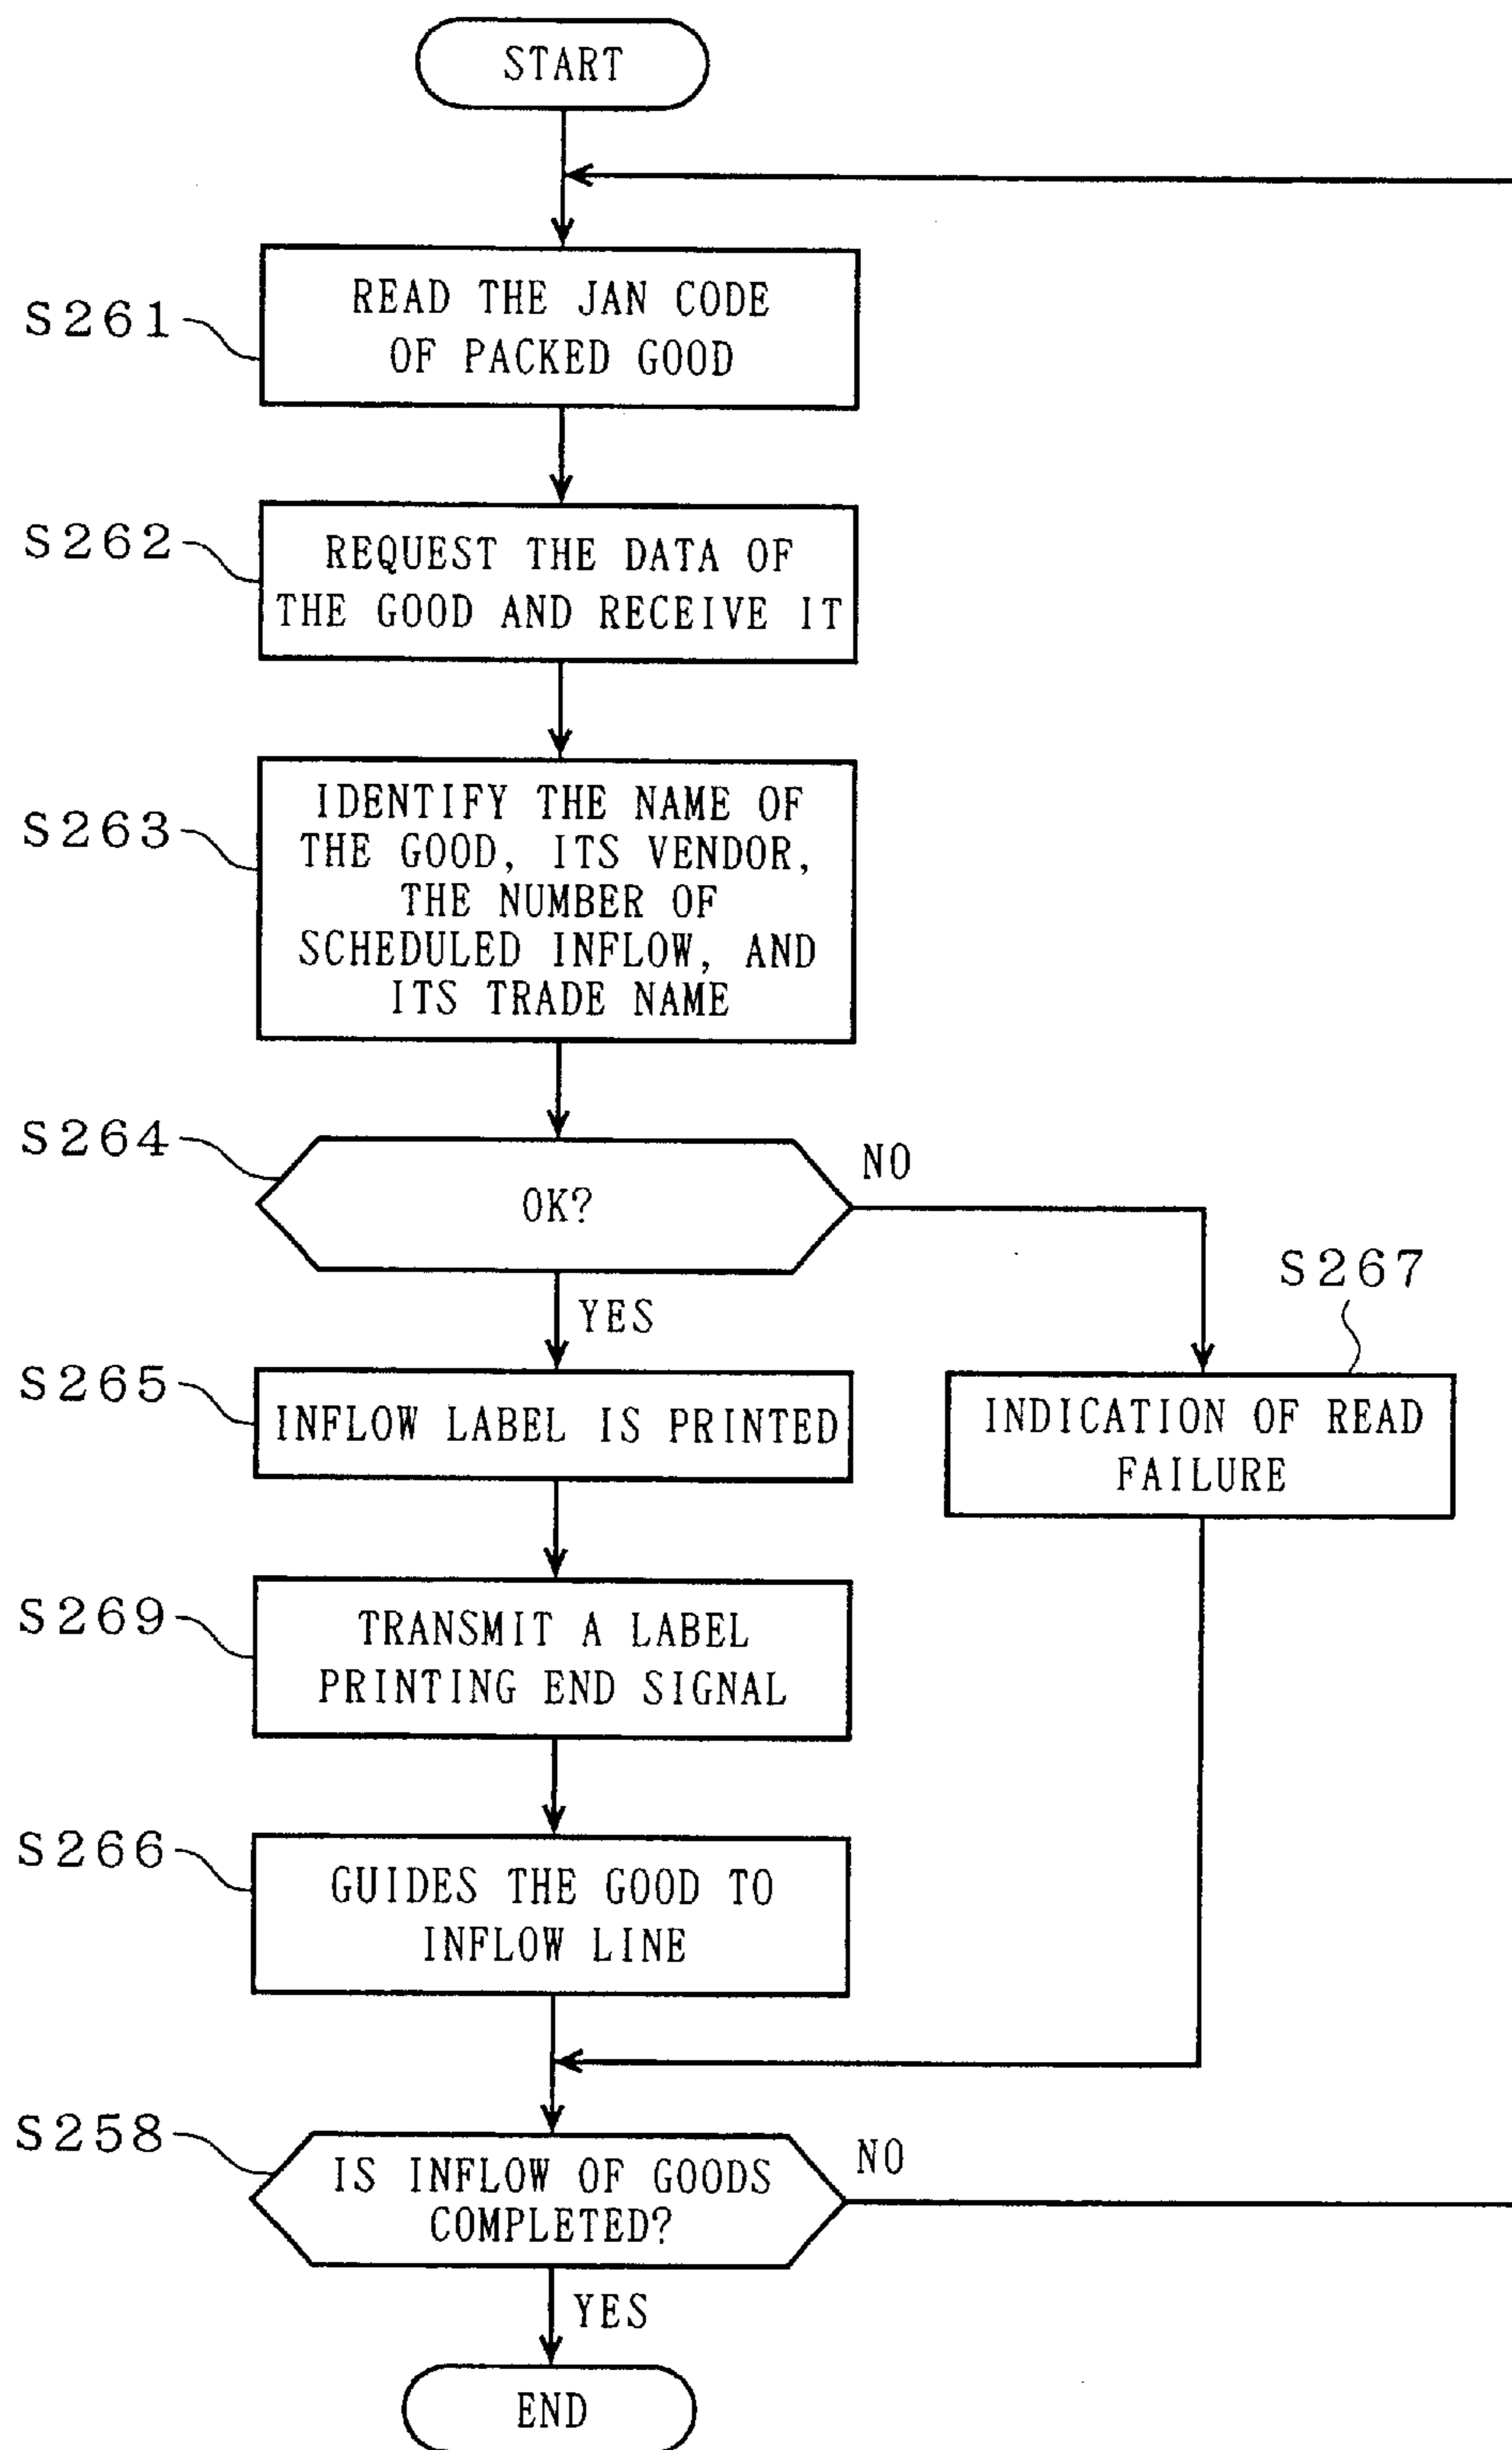 START
S261
READ THE JAN CODE
OF PACKED GOOD
S262
REQUEST THE DATA OF
THE GOOD AND RECEIVE IT
S263
IDENTIFY THE NAME OF
THE GOOD, ITS VENDOR,
THE NUMBER OF
SCHEDULED INFLOW, AND
ITS TRADE NAME
S264
OK?
NO
YES
S267
INDICATION OF READ
FAILURE
S265
INFLOW LABEL IS PRINTED
S269
TRANSMIT A LABEL
PRINTING END SIGNAL
S266
GUIDES THE GOOD TO
INFLOW LINE
S258
IS INFLOW OF GOODS
COMPLETED?
NO
YES
END